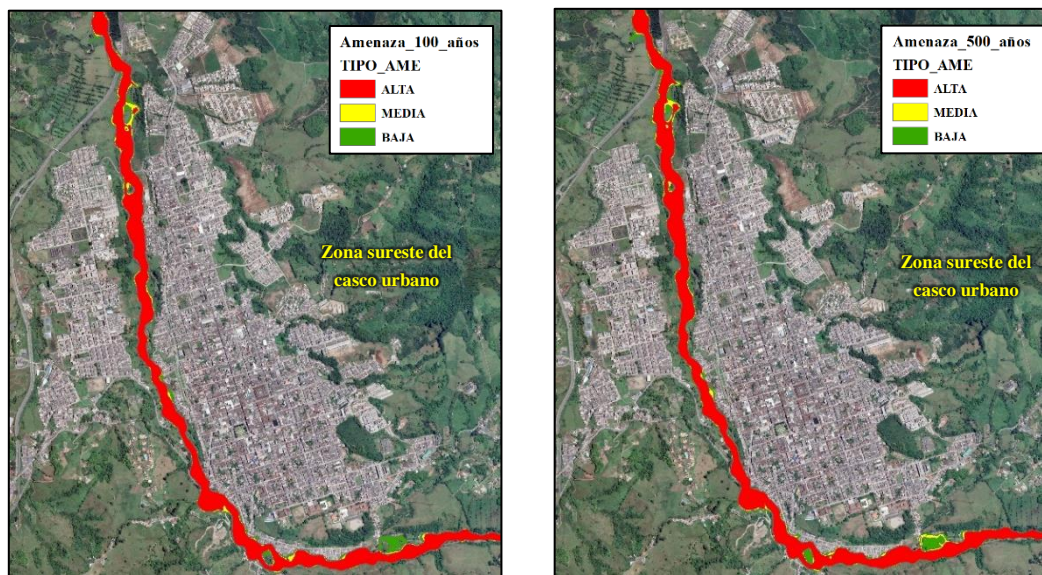 Amenaza_100_años
TIPO_AME
ALTA
MEDIA
BAJA
Zona sureste del
casco urbano
Amenaza_500_años
TIPO_AME
ALTA
MEDIA
BAJA
Zona sureste del
casco urbano